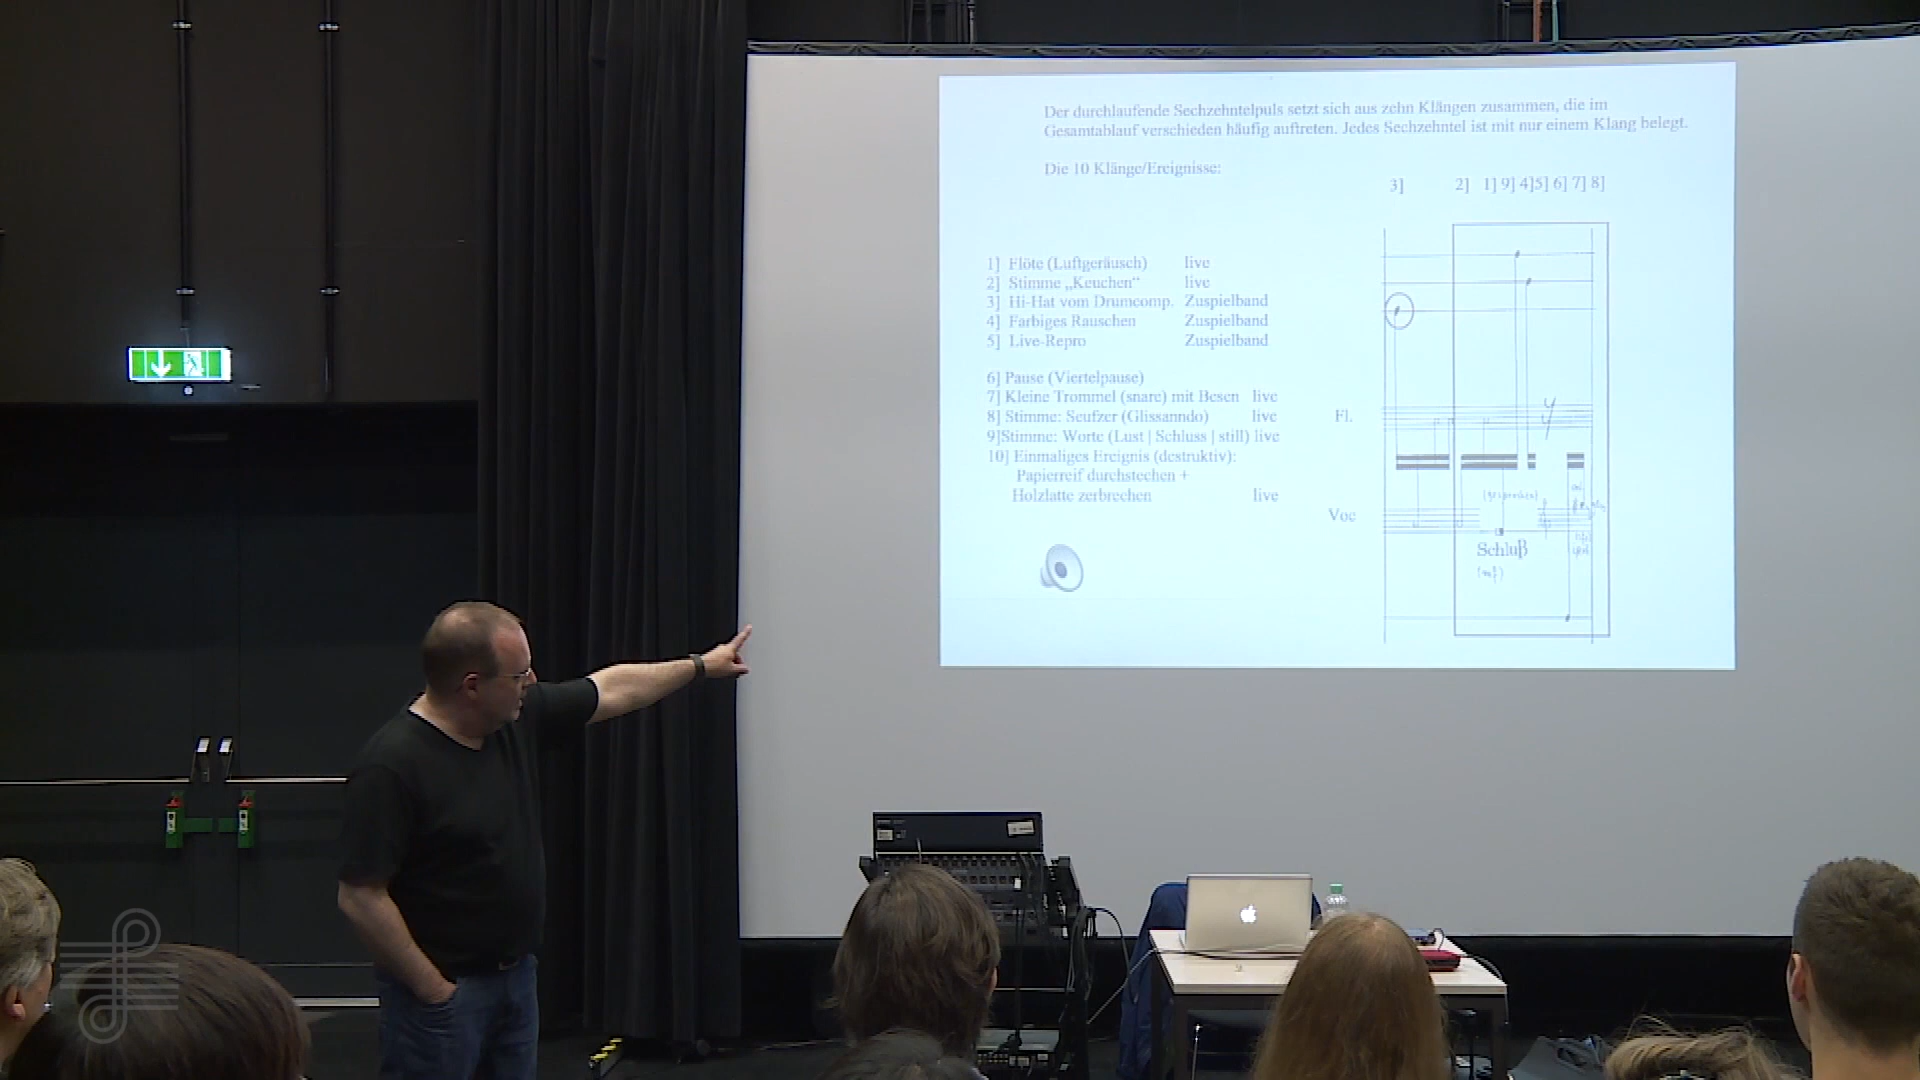 Der durchlaufende Sechzehntelpuls setzt sich aus zehn Klängen zusammen, die im
Gesamtablauf verschieden häufig auftreten. Jedes Sechzehntel ist mit nur einem Klang belegt.
Die 10 Klänge/Ereignisse:
3] 2] 1] 9] 4]5] 6] 7] 8]
1] Flöte (Luftgeräusch) live
2] Stimme „Keuchen“ live
3] Hi-Hat vom Drumcomp. Zuspielband
4] Farbiges Rauschen Zuspielband
5] Live-Repro Zuspielband
6] Pause (Viertelpause)
7] Kleine Trommel (snare) mit Besen live
8] Stimme: Seufzer (Glissanndo) live
9]Stimme: Worte (Lust | Schluss | still) live
10] Einmaliges Ereignis (destruktiv):
Papierreif durchstechen +
Holzlatte zerbrechen live
Fl.
(gesprochen)
Voc
Schluß